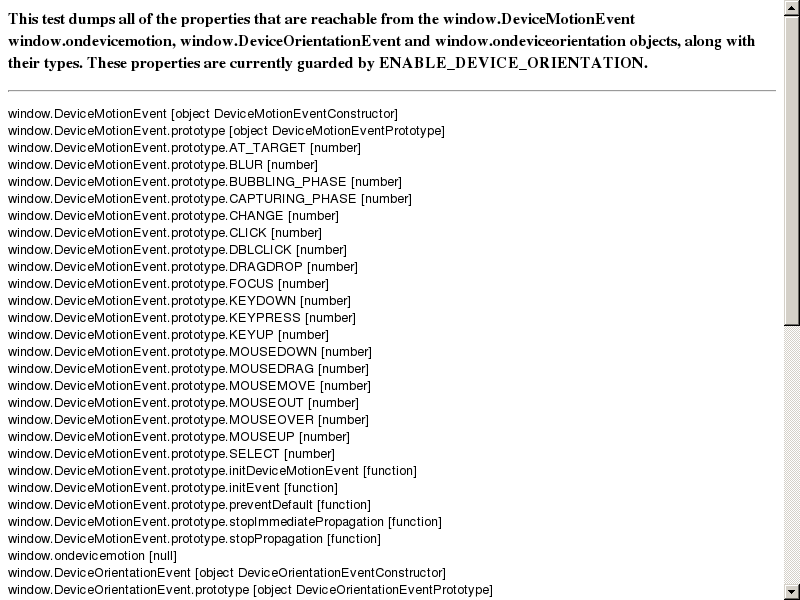 This test dumps all of the properties that are reachable from the window.DeviceMotionEvent
window.ondevicemotion, window.DeviceOrientationEvent and window.ondeviceorientation objects, along with
their types. These properties are currently guarded by ENABLE_DEVICE_ORIENTATION.
window.DeviceMotionEvent [object DeviceMotionEventConstructor]
window.DeviceMotionEvent.prototype [object DeviceMotionEventPrototype]
window.DeviceMotionEvent.prototype.AT_TARGET [number]
window.DeviceMotionEvent.prototype.BLUR [number]
window.DeviceMotionEvent.prototype.BUBBLING_PHASE [number]
window.DeviceMotionEvent.prototype.CAPTURING_PHASE [number]
window.DeviceMotionEvent.prototype.CHANGE [number]
window.DeviceMotionEvent.prototype.CLICK [number]
window.DeviceMotionEvent.prototype.DBLCLICK [number]
window.DeviceMotionEvent.prototype.DRAGDROP [number]
window.DeviceMotionEvent.prototype.FOCUS [number]
window.DeviceMotionEvent.prototype.KEYDOWN [number]
window.DeviceMotionEvent.prototype.KEYPRESS [number]
window.DeviceMotionEvent.prototype.KEYUP [number]
window.DeviceMotionEvent.prototype.MOUSEDOWN [number]
window.DeviceMotionEvent.prototype.MOUSEDRAG [number]
window.DeviceMotionEvent.prototype.MOUSEMOVE [number]
window.DeviceMotionEvent.prototype.MOUSEOUT [number]
window.DeviceMotionEvent.prototype.MOUSEOVER [number]
window.DeviceMotionEvent.prototype.MOUSEUP [number]
window.DeviceMotionEvent.prototype.SELECT [number]
window.DeviceMotionEvent.prototype.initDeviceMotionEvent [function]
window.DeviceMotionEvent.prototype.initEvent [function]
window.DeviceMotionEvent.prototype.preventDefault [function]
window.DeviceMotionEvent.prototype.stopImmediatePropagation [function]
window.DeviceMotionEvent.prototype.stopPropagation [function]
window.ondevicemotion [null]
window.DeviceOrientationEvent [object DeviceOrientationEventConstructor]
window.DeviceOrientationEvent.prototype [object DeviceOrientationEventPrototype]